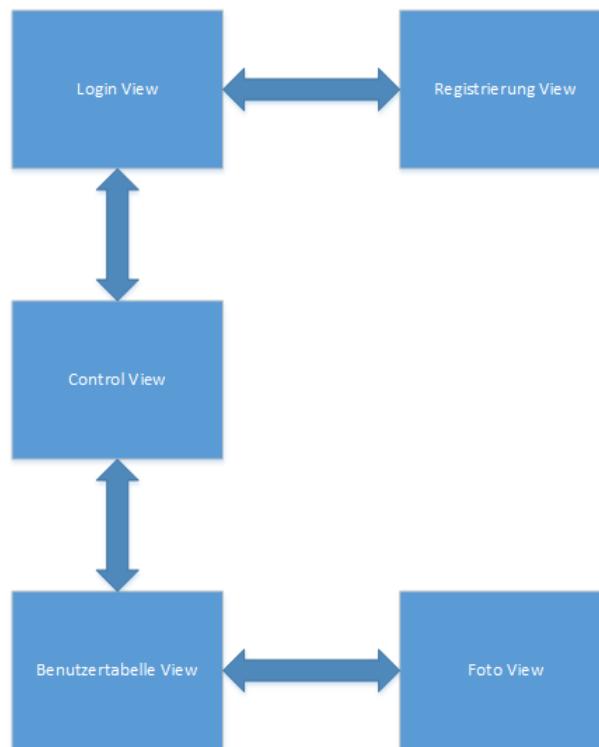 Login View
Registrierung View
Control View
Benutzertabelle View
Foto View